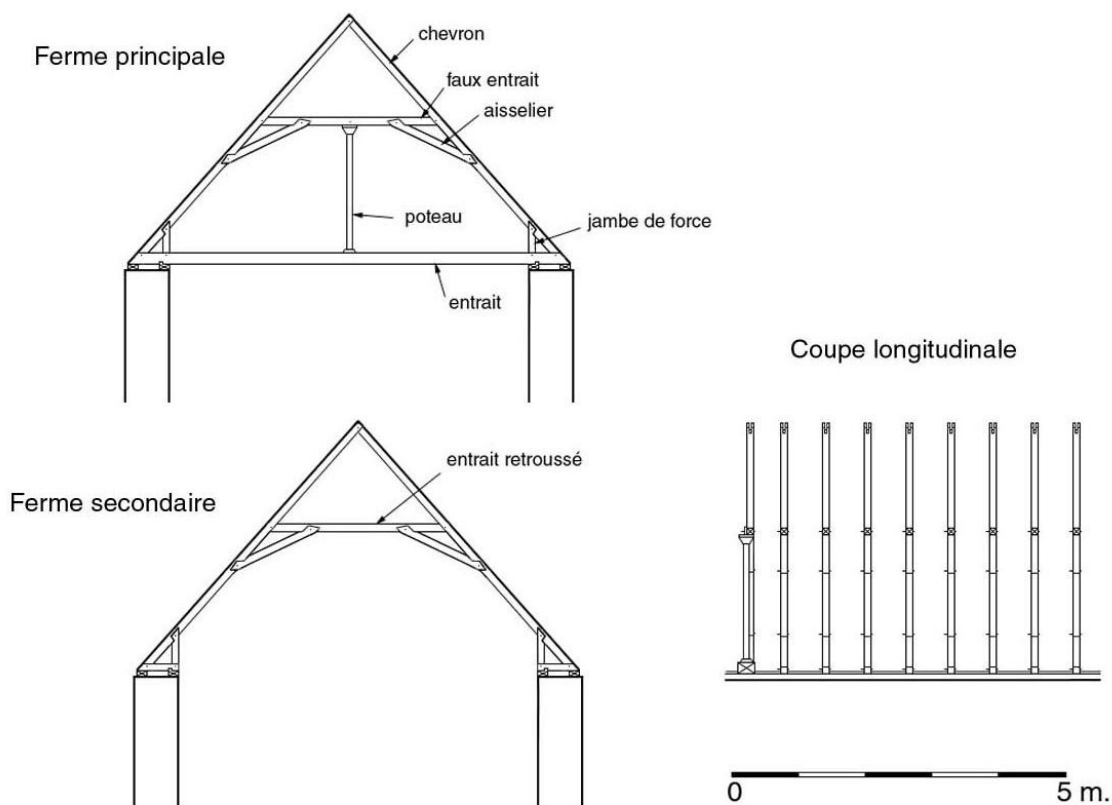 Ferme principale
chevron
faux entrait
aisselier
poteau
jambe de force
entrait
Coupe longitudinale
Ferme secondaire
entrait retroussé
0
5 m.